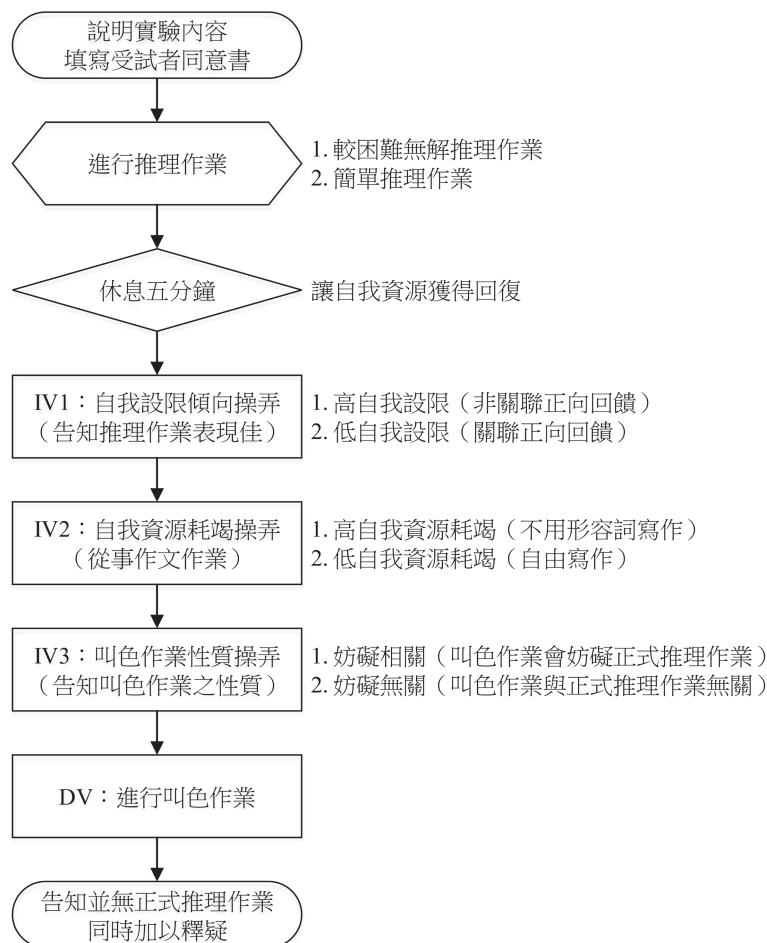 說明實驗內容
填寫受試者同意書
進行推理作業
1. 較困難無解推理作業
2. 簡單推理作業
休息五分鐘
讓自我資源獲得回復
IV1：自我設限傾向操弄
（告知推理作業表現佳）
1. 高自我設限（非關聯正向回饋）
2. 低自我設限（關聯正向回饋）
IV2：自我資源耗竭操弄
（從事作文作業）
1. 高自我資源耗竭（不用形容詞寫作）
2. 低自我資源耗竭（自由寫作）
IV3：叫色作業性質操弄
（告知叫色作業之性質）
1. 妨礙相關（叫色作業會妨礙正式推理作業）
2. 妨礙無關（叫色作業與正式推理作業無關）
DV：進行叫色作業
告知並無正式推理作業
同時加以釋疑